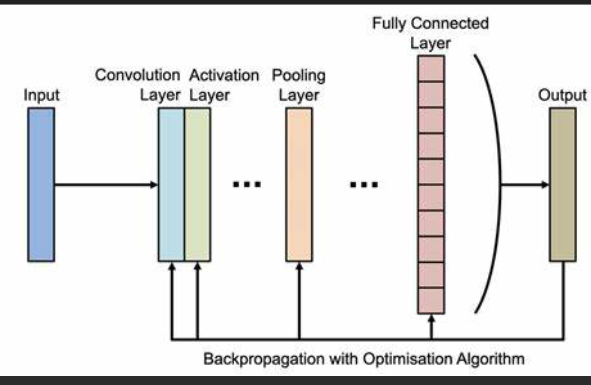 Fully Connected
Layer
Convolution Activation Pooling
Layer Layer Layer
Input
Output
Backpropagation with Optimisation Algorithm